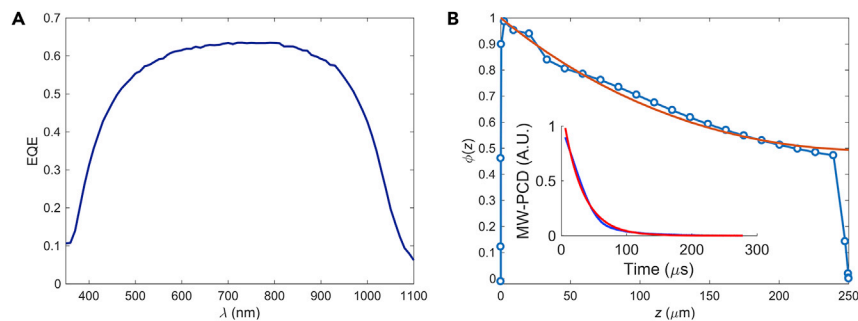 A
EQE
0.7
0.6
0.5
0.4
0.3
0.2
0.1
0
400 500 600 700 800 900 1000 1100
λ (nm)
B
ϕ(z)
1
0.9
0.8
0.7
0.6
0.5
0.4
0.3
0.2
0.1
0
0 50 100 150 200 250
z (μm)
MW-PCD (A.U.)
1
0.5
0
0 100 200 300
Time (μs)